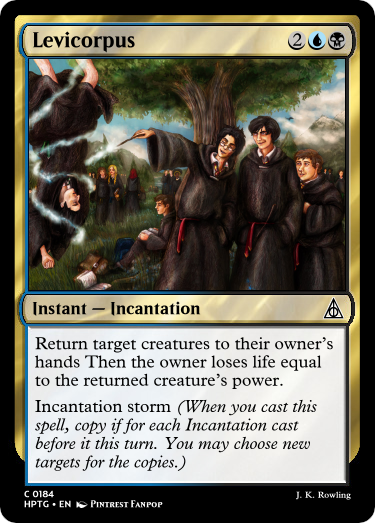 Levicorpus 2
Instant — Incantation
Return target creatures to their owner's
hands Then the owner loses life equal
to the returned creature's power.
Incantation storm (When you cast this
spell, copy if for each Incantation cast
before it this turn. You may choose new
targets for the copies.)
C 0184
HPTG • EN Pintrest Fanpop
J. K. Rowling